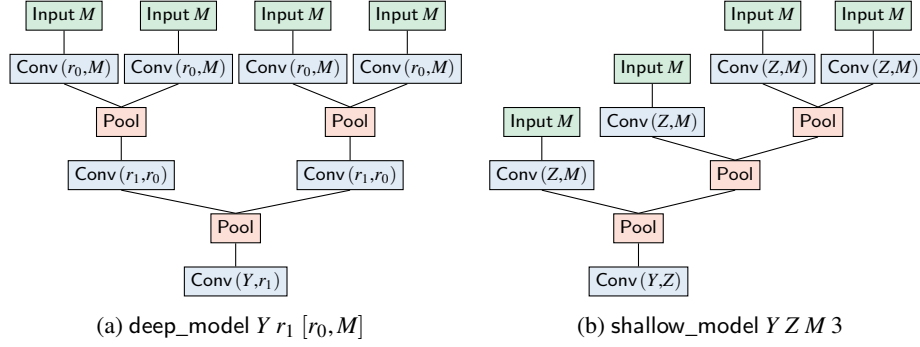 Input M Input M Input M Input M
Conv (r₀,M) Conv (r₀,M) Conv (r₀,M) Conv (r₀,M)
Pool Pool
Conv (r₁,r₀) Conv (r₁,r₀)
Pool
Conv (Y,r₁)
(a) deep_model Y r₁ [r₀, M]
Input M Input M
Conv (Z,M) Conv (Z,M)
Input M
Conv (Z,M) Pool
Input M
Conv (Z,M) Pool
Pool
Conv (Y,Z)
(b) shallow_model Y Z M 3